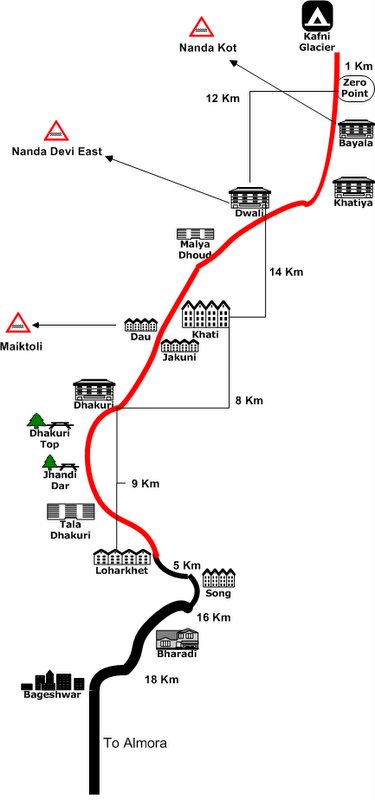 Kafni
Glacier
Nanda Kot
1 Km
Zero
Point
12 Km
Bayala
Nanda Devi East
Khatiya
Dwali
Malya
Dhoud
14 Km
Khati
Dau
Maiktoli
Jakuni
Dhakuri
8 Km
Dhakuri
Top
Jhandi
Dar
9 Km
Tala
Dhakuri
Loharkhet
5 Km
Song
16 Km
Bharadi
18 Km
Bageshwar
To Almora